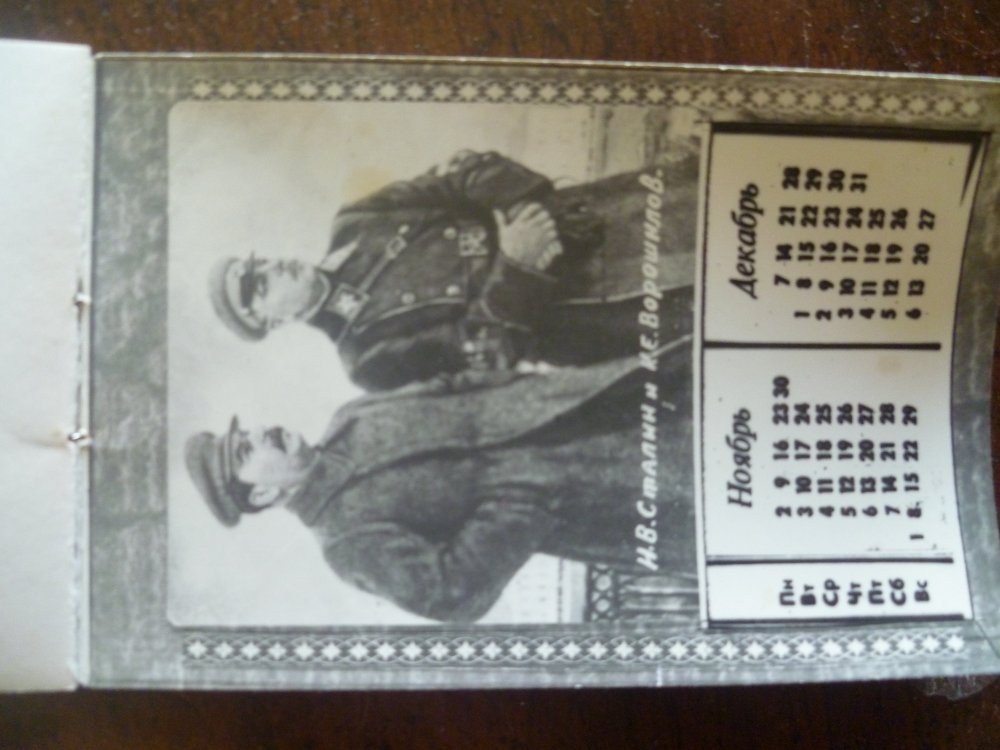 И.В.Сталин и К.Е.Ворошилов.
Ноябрь Декабрь
Пн 2 9 16 23 30 7 14 21 28
Вт 3 10 17 24 1 8 15 22 29
Ср 4 11 18 25 2 9 16 23 30
Чт 5 12 19 26 3 10 17 24 31
Пт 6 13 20 27 4 11 18 25
Сб 7 14 21 28 5 12 19 26
Вс 1 8 15 22 29 6 13 20 27